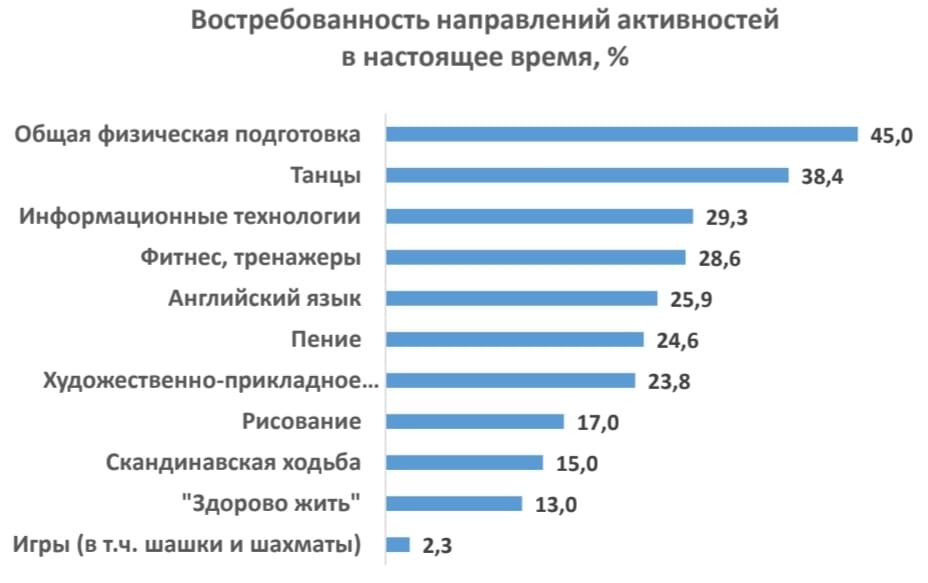 Востребованность направлений активностей
в настоящее время, %
Общая физическая подготовка 45,0
Танцы 38,4
Информационные технологии 29,3
Фитнес, тренажеры 28,6
Английский язык 25,9
Пение 24,6
Художественно-прикладное... 23,8
Рисование 17,0
Скандинавская ходьба 15,0
"Здорово жить" 13,0
Игры (в т.ч. шашки и шахматы) 2,3